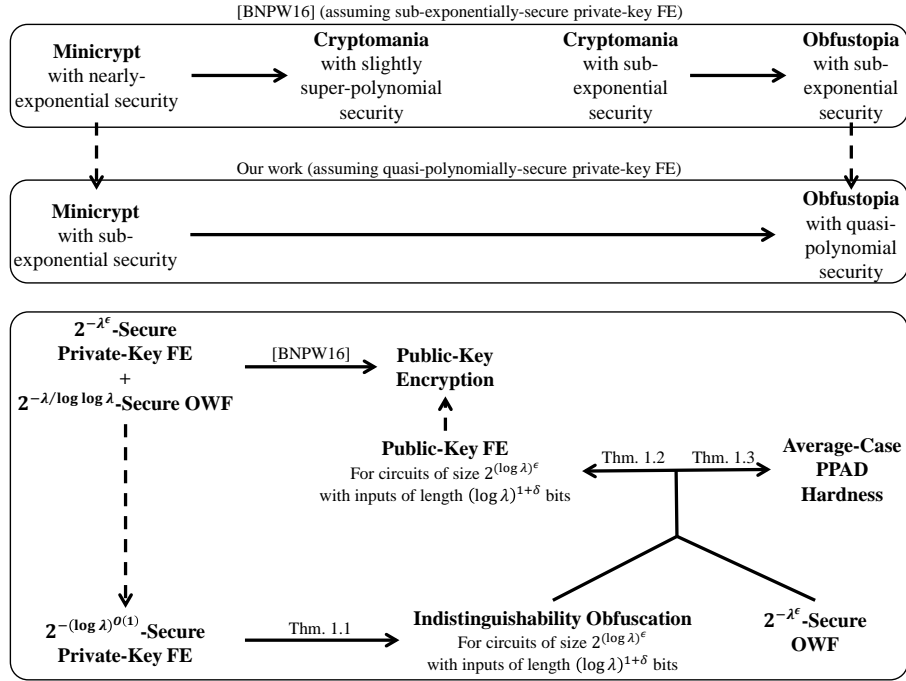 [BNPW16] (assuming sub-exponentially-secure private-key FE)
Minicrypt
with nearly-
exponential security
Cryptomania
with slightly
super-polynomial
security
Cryptomania
with sub-
exponential
security
Obfustopia
with sub-
exponential
security
Our work (assuming quasi-polynomially-secure private-key FE)
Minicrypt
with sub-
exponential security
Obfustopia
with quasi-
polynomial
security
2^{-λ^ϵ}-Secure
Private-Key FE
+
2^{-λ/log log λ}-Secure OWF
[BNPW16]
Public-Key
Encryption
Public-Key FE
For circuits of size 2^{(log λ)^ϵ}
with inputs of length (log λ)^{1+δ} bits
Thm. 1.2
Thm. 1.3
Average-Case
PPAD
Hardness
2^{-(log λ)^{O(1)}}-Secure
Private-Key FE
Thm. 1.1
Indistinguishability Obfuscation
For circuits of size 2^{(log λ)^ϵ}
with inputs of length (log λ)^{1+δ} bits
2^{-λ^ϵ}-Secure
OWF